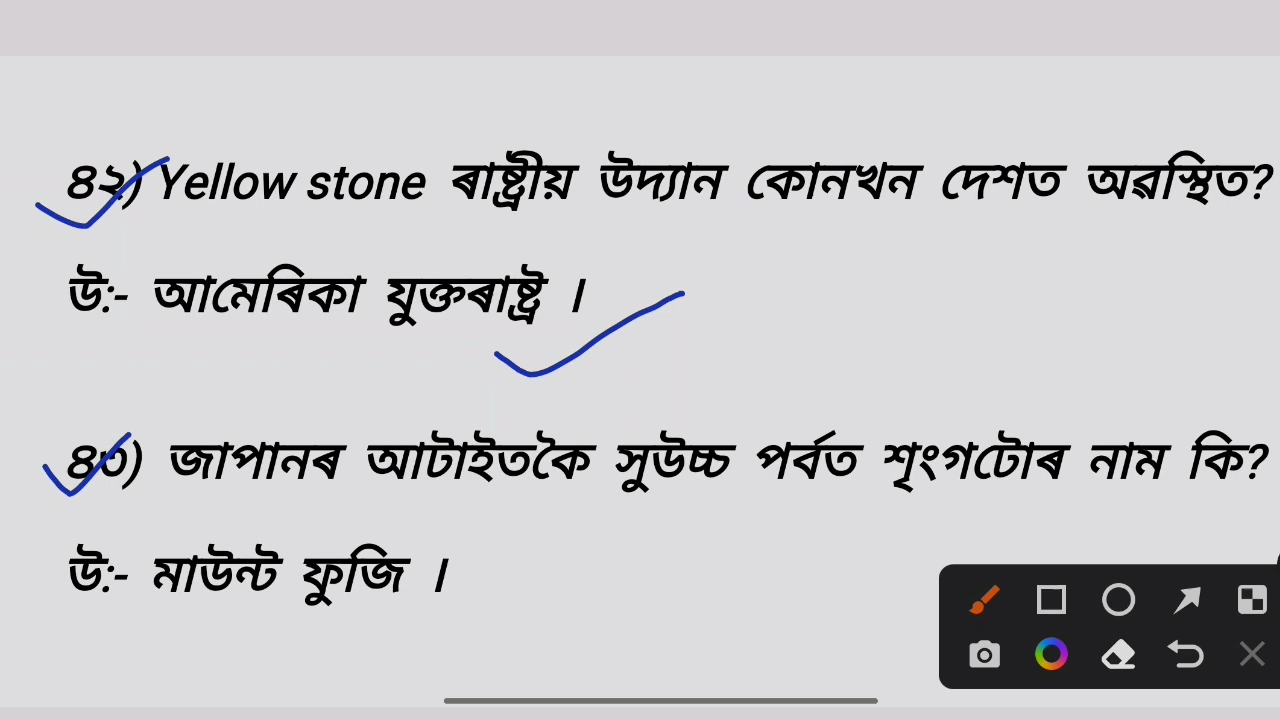 ৪২) Yellow stone ৰাষ্ট্ৰীয় উদ্যান কোনখন দেশত অৱস্থিত?
উ:- আমেৰিকা যুক্তৰাষ্ট্ৰ ।
৪৩) জাপানৰ আটাইতকৈ সুউচ্চ পৰ্বত শৃংগটোৰ নাম কি?
উ:- মাউন্ট ফুজি ।